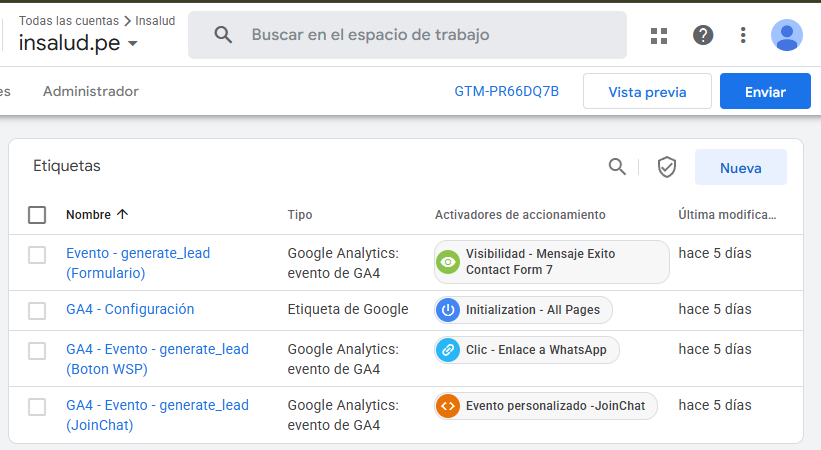 Todas las cuentas > Insalud
insalud.pe
Buscar en el espacio de trabajo
es
Administrador
GTM-PR66DQ7B
Vista previa
Enviar
Etiquetas
Nueva
Nombre ↑
Tipo
Activadores de accionamiento
Última modifica...
Evento - generate_lead
(Formulario)
Google Analytics:
evento de GA4
Visibilidad - Mensaje Exito
Contact Form 7
hace 5 días
GA4 - Configuración
Etiqueta de Google
Initialization - All Pages
hace 5 días
GA4 - Evento - generate_lead
(Boton WSP)
Google Analytics:
evento de GA4
Clic - Enlace a WhatsApp
hace 5 días
GA4 - Evento - generate_lead
(JoinChat)
Google Analytics:
evento de GA4
Evento personalizado -JoinChat
hace 5 días